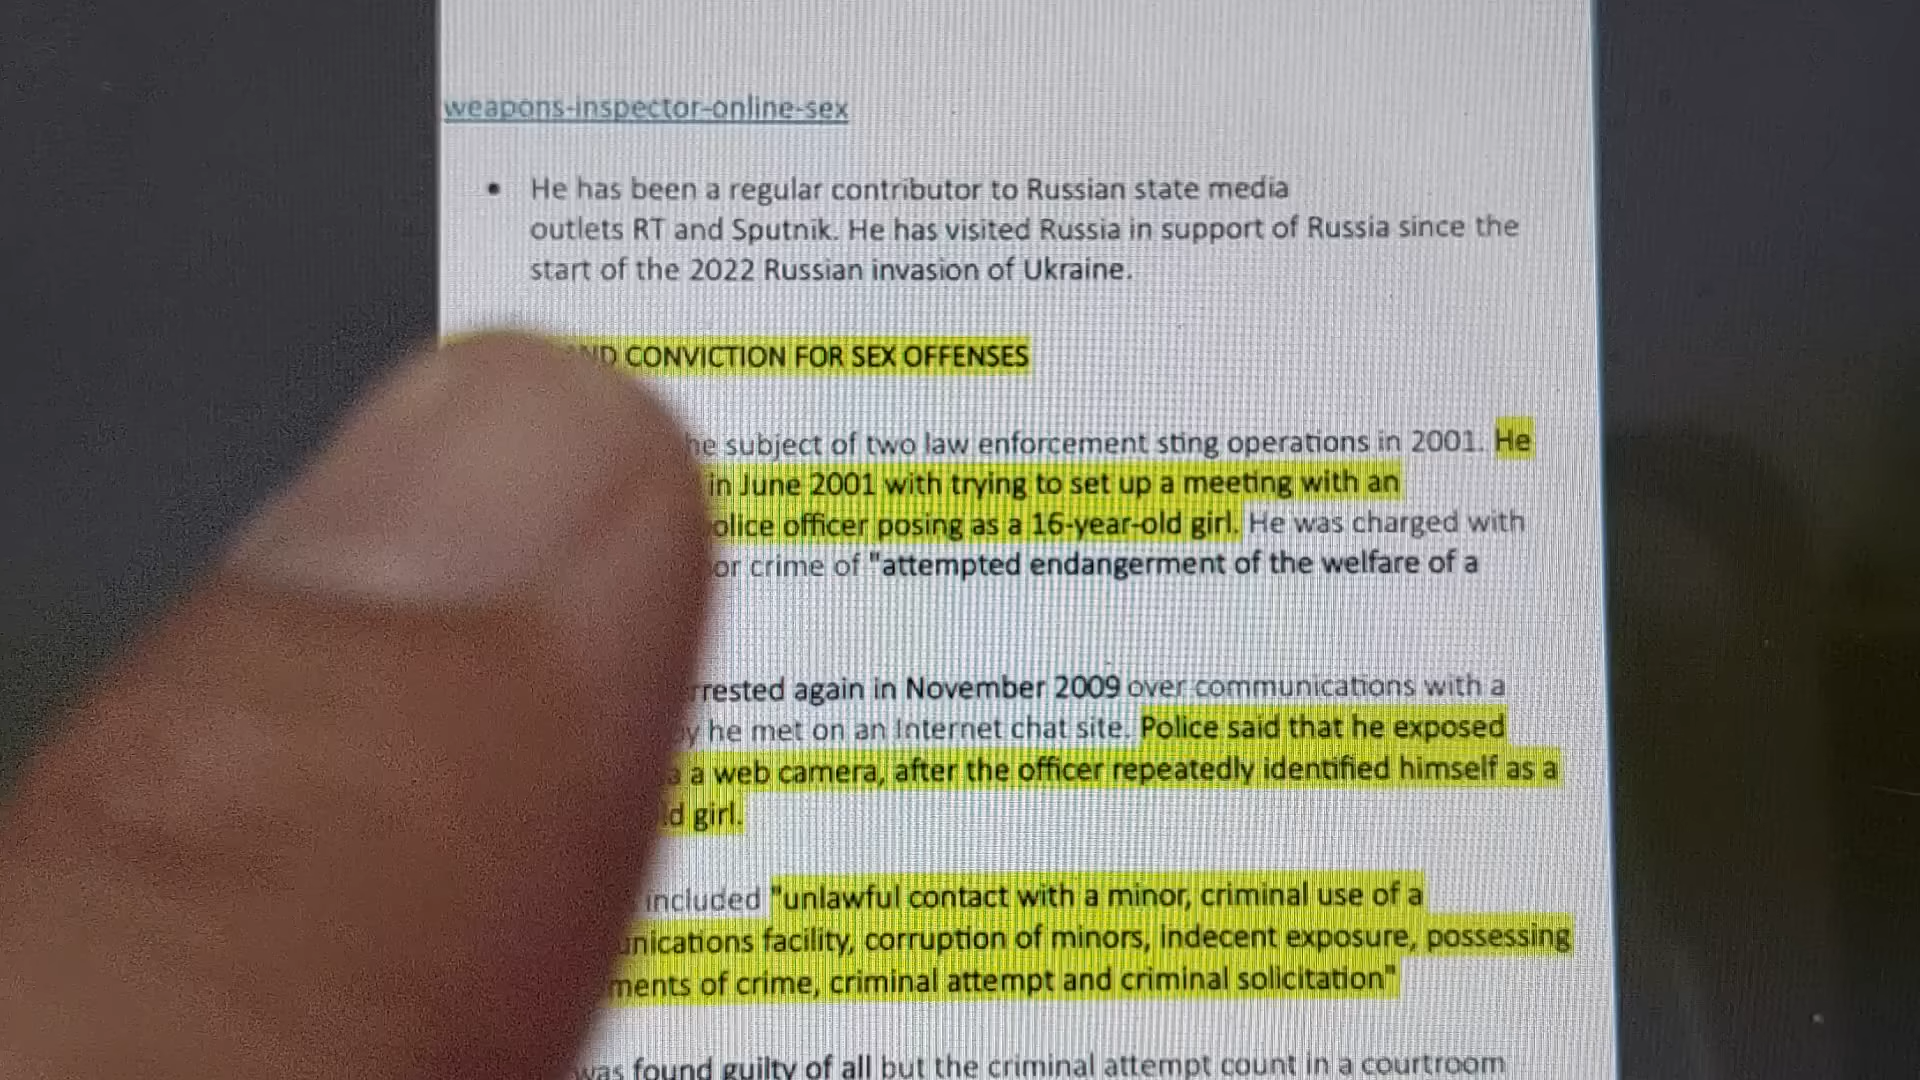 weapons-inspector-online-sex
• He has been a regular contributor to Russian state media
outlets RT and Sputnik. He has visited Russia in support of Russia since the
start of the 2022 Russian invasion of Ukraine.
CONVICTION FOR SEX OFFENSES
subject of two law enforcement sting operations in 2001. He
in June 2001 with trying to set up a meeting with an
officer posing as a 16-year-old girl. He was charged with
crime of "attempted endangerment of the welfare of a
again in November 2009 over communications with a
he met on an Internet chat site. Police said that he exposed
a web camera, after the officer repeatedly identified himself as a
girl.
included "unlawful contact with a minor, criminal use of a
facility, corruption of minors, indecent exposure, possessing
of crime, criminal attempt and criminal solicitation"
was found guilty of all but the criminal attempt count in a courtroom